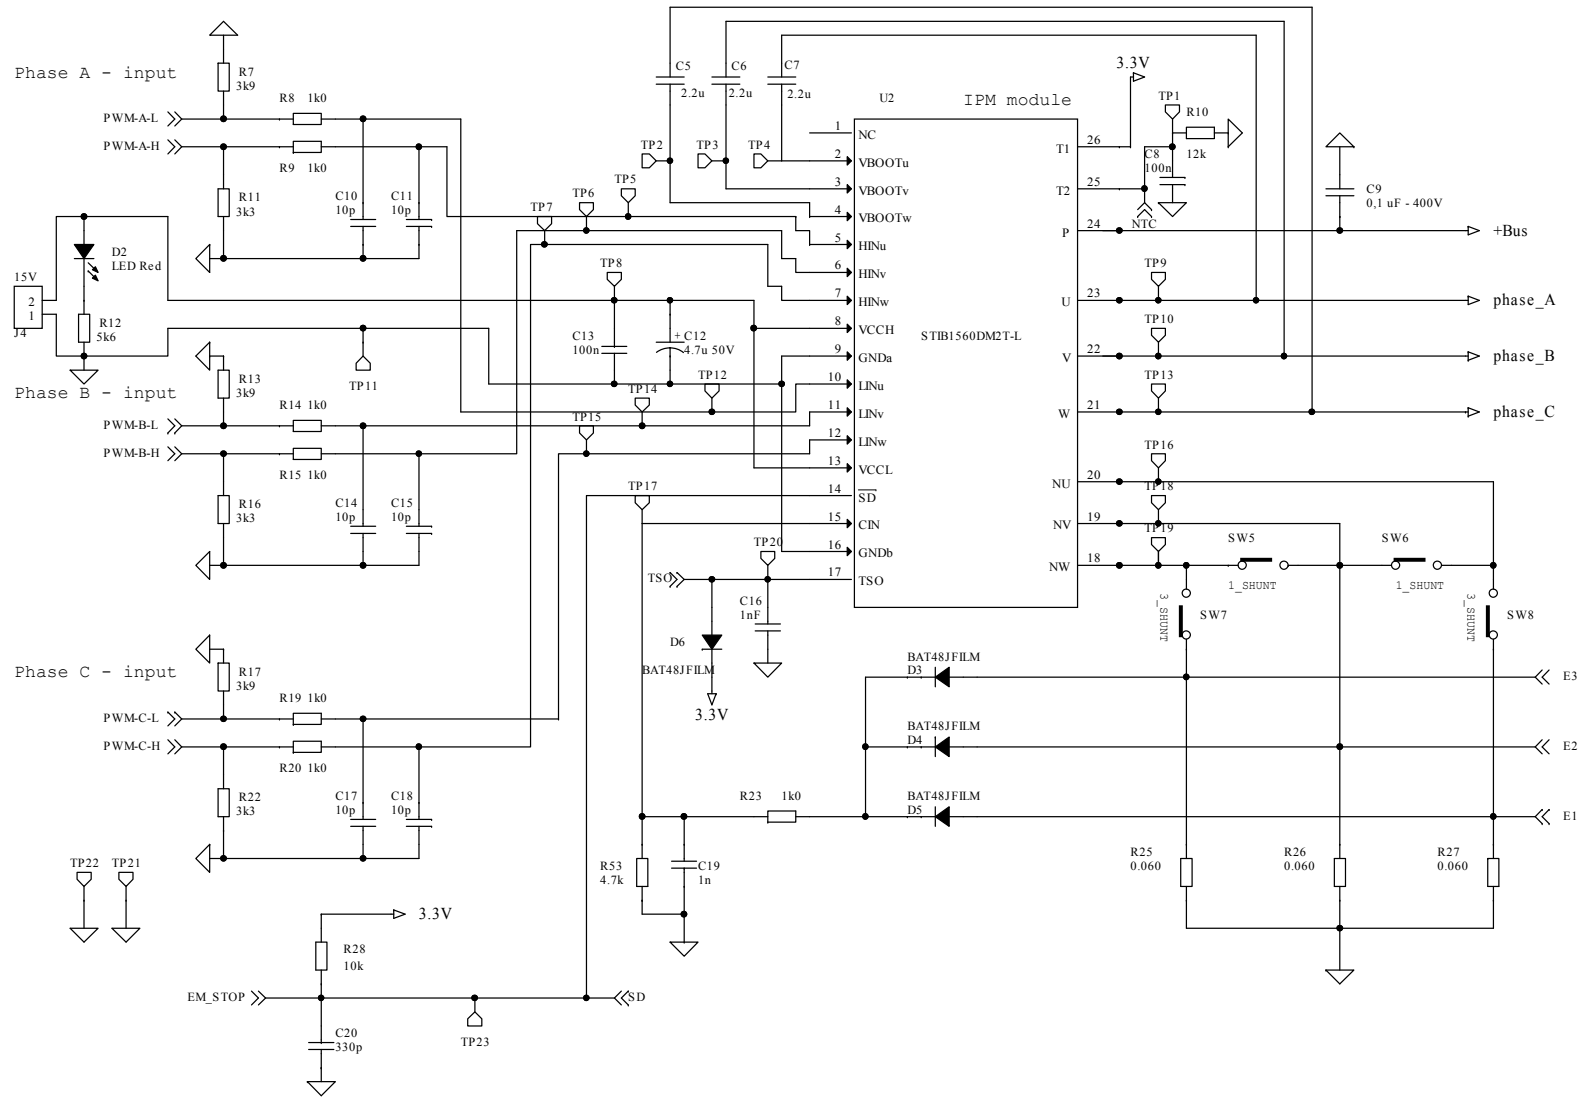 Phase A - input
R7
3k9
R8 1k0
PWM-A-L
PWM-A-H
R9 1k0
R11
3k3
C10
10p
C11
10p
D2
LED Red
15V
2
1
J4
R12
5k6
TP11
Phase B - input
R13
3k9
R14 1k0
PWM-B-L
PWM-B-H
R15 1k0
R16
3k3
C14
10p
C15
10p
Phase C - input
R17
3k9
R19 1k0
PWM-C-L
PWM-C-H
R20 1k0
R22
3k3
C17
10p
C18
10p
TP22
TP21
3.3V
R28
10k
EM_STOP
SD
TP23
C20
330p
C5
2.2u
C6
2.2u
C7
2.2u
TP2
TP3
TP4
TP5
TP6
TP7
TP8
C13
100n
+
C12
4.7u 50V
TP12
TP14
TP15
TP17
TP20
TSO
C16
1nF
D6
BAT48JFILM
3.3V
U2
IPM module
STIB1560DM2T-L
1 NC
2 VBOOTu
3 VBOOTv
4 VBOOTw
5 HINu
6 HINv
7 HINw
8 VCCH
9 GNDa
10 LINu
11 LINv
12 LINw
13 VCCL
14 SD
15 CIN
16 GNDb
17 TSO
T1 26
T2 25
P 24
U 23
V 22
W 21
NU 20
NV 19
NW 18
3.3V
TP1
R10
12k
C8
100n
NTC
C9
0,1 uF - 400V
+Bus
TP9
phase_A
TP10
phase_B
TP13
phase_C
TP16
TP18
TP19
SW5
1_SHUNT
SW6
1_SHUNT
3_SHUNT
SW7
3_SHUNT
SW8
BAT48JFILM
D3
E3
BAT48JFILM
D4
E2
BAT48JFILM
D5
E1
R23 1k0
R53
4.7k
C19
1n
R25
0.060
R26
0.060
R27
0.060